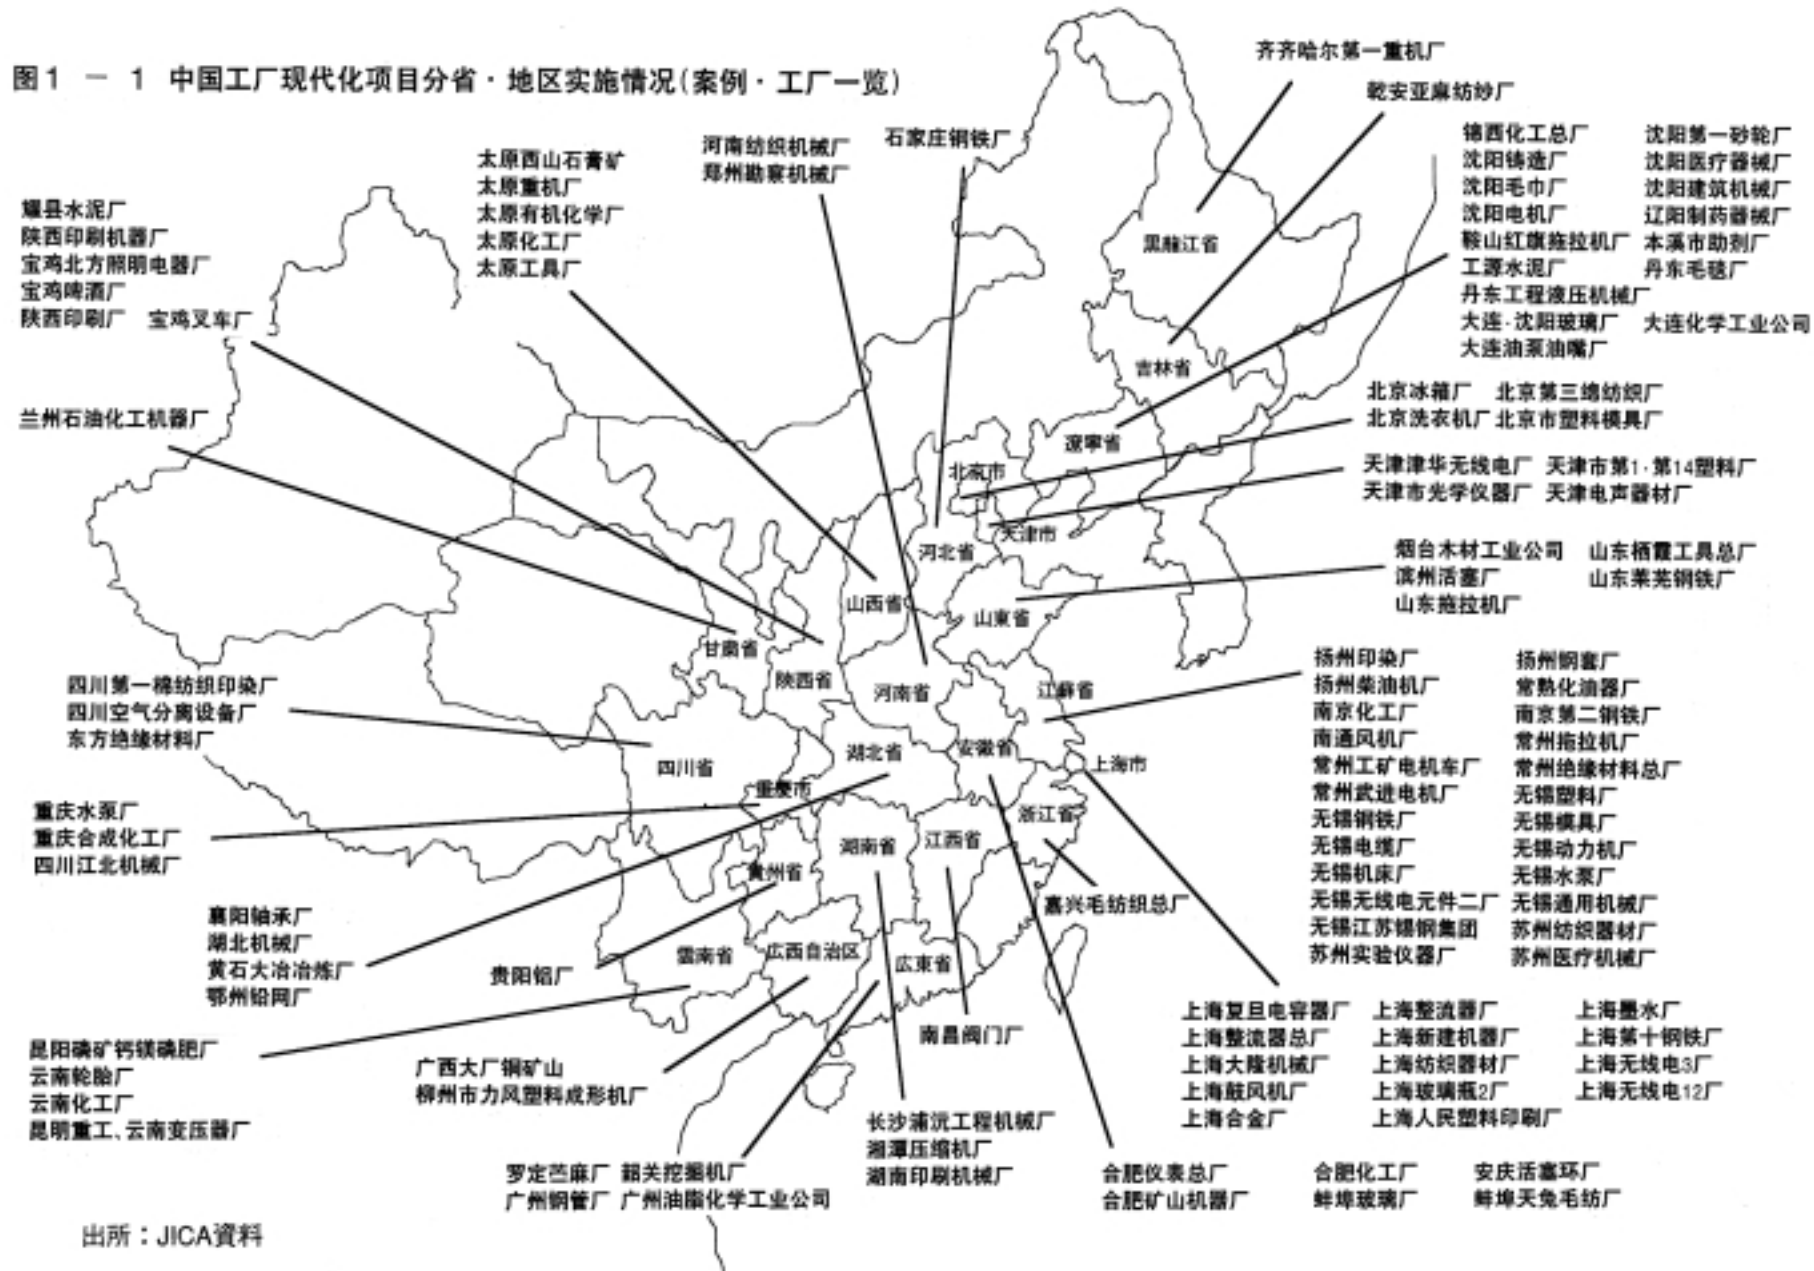 图1 － 1 中国工厂现代化项目分省·地区实施情况(案例·工厂一览)
齐齐哈尔第一重机厂
乾安亚麻纺纱厂
锦西化工总厂 沈阳第一砂轮厂
沈阳铸造厂 沈阳医疗器械厂
沈阳毛巾厂 沈阳建筑机械厂
沈阳电机厂 辽阳制药器械厂
鞍山红旗拖拉机厂 本溪市助剂厂
工源水泥厂 丹东毛毯厂
丹东工程液压机械厂
大连·沈阳玻璃厂 大连化学工业公司
大连油泵油嘴厂
石家庄钢铁厂
河南纺织机械厂
郑州勘察机械厂
太原西山石膏矿
太原重机厂
太原有机化学厂
太原化工厂
太原工具厂
耀县水泥厂
陕西印刷机器厂
宝鸡北方照明电器厂
宝鸡啤酒厂
陕西印刷厂 宝鸡叉车厂
兰州石油化工机器厂
北京冰箱厂 北京第三绵纺织厂
北京洗衣机厂 北京市塑料模具厂
天津津华无线电厂 天津市第1·第14塑料厂
天津市光学仪器厂 天津电声器材厂
烟台木材工业公司 山东栖霞工具总厂
滨州活塞厂 山东莱芜钢铁厂
山东拖拉机厂
黒龍江省
吉林省
遼寧省
北京市
天津市
河北省
山西省
山東省
甘粛省
陕西省
河南省
江蘇省
安徽省
湖北省
四川省
上海市
重慶市
浙江省
湖南省
江西省
貴州省
雲南省
広西自治区
広東省
四川第一棉纺织印染厂
四川空气分离设备厂
东方绝缘材料厂
重庆水泵厂
重庆合成化工厂
四川江北机械厂
襄阳轴承厂
湖北机械厂
黄石大冶冶炼厂
鄂州铅网厂
贵阳铝厂
昆阳磷矿钙镁磷肥厂
云南轮胎厂
云南化工厂
昆明重工、云南变压器厂
广西大厂铜矿山
柳州市力风塑料成形机厂
罗定苎麻厂 韶关挖掘机厂
广州钢管厂 广州油脂化学工业公司
南昌阀门厂
长沙浦沅工程机械厂
湘潭压缩机厂
湖南印刷机械厂
嘉兴毛纺织总厂
扬州印染厂 扬州钢套厂
扬州柴油机厂 常熟化油器厂
南京化工厂 南京第二钢铁厂
南通风机厂 常州拖拉机厂
常州工矿电机车厂 常州绝缘材料总厂
常州武进电机厂 无锡塑料厂
无锡钢铁厂 无锡模具厂
无锡电缆厂 无锡动力机厂
无锡机床厂 无锡水泵厂
无锡无线电元件二厂 无锡通用机械厂
无锡江苏锡钢集团 苏州纺织器材厂
苏州实验仪器厂 苏州医疗机械厂
上海复旦电容器厂 上海整流器厂 上海墨水厂
上海整流器总厂 上海新建机器厂 上海第十钢铁厂
上海大隆机械厂 上海纺织器材厂 上海无线电3厂
上海鼓风机厂 上海玻璃瓶2厂 上海无线电12厂
上海合金厂 上海人民塑料印刷厂
合肥仪表总厂 合肥化工厂 安庆活塞环厂
合肥矿山机器厂 蚌埠玻璃厂 蚌埠天兔毛纺厂
出所：JICA資料